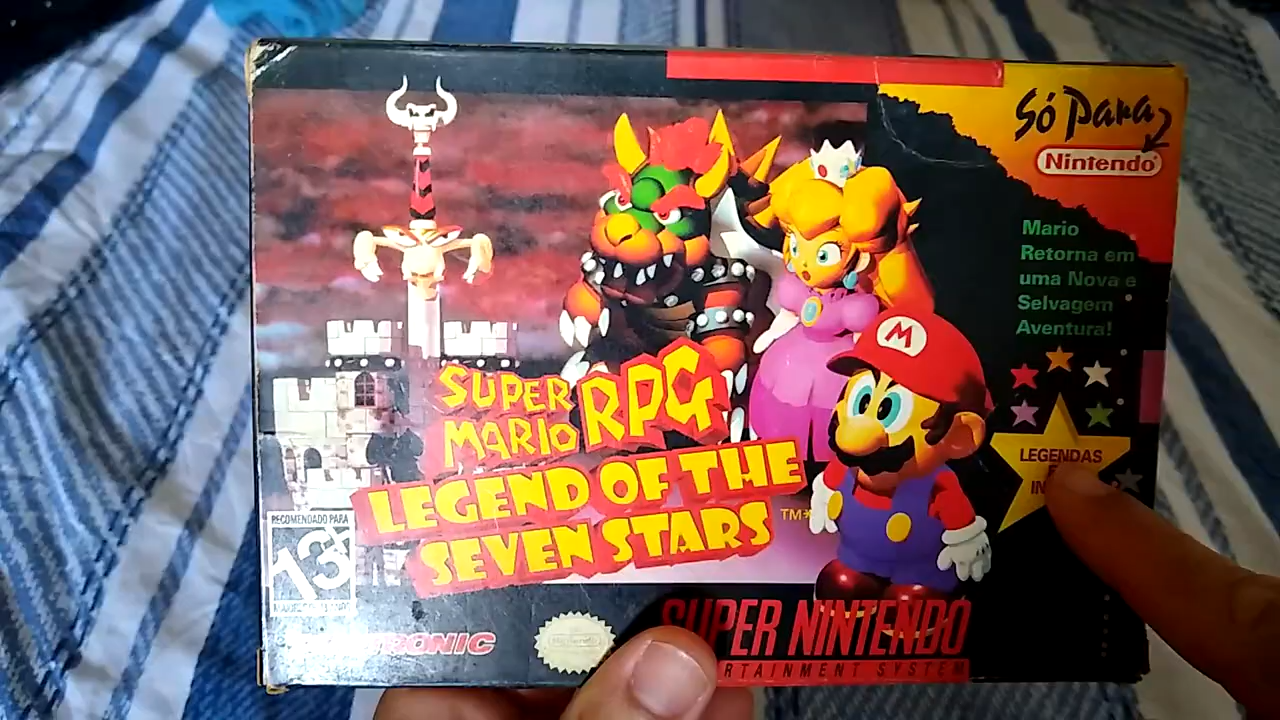 Só Para
Nintendo®
Mario
Retorna em
uma Nova e
Selvagem
Aventura!
M
SUPER
MARIO RPG
LEGEND OF THE
SEVEN STARS
TM
LEGENDAS
RECOMENDADO PARA
13+
SUPER NINTENDO
SYSTEM